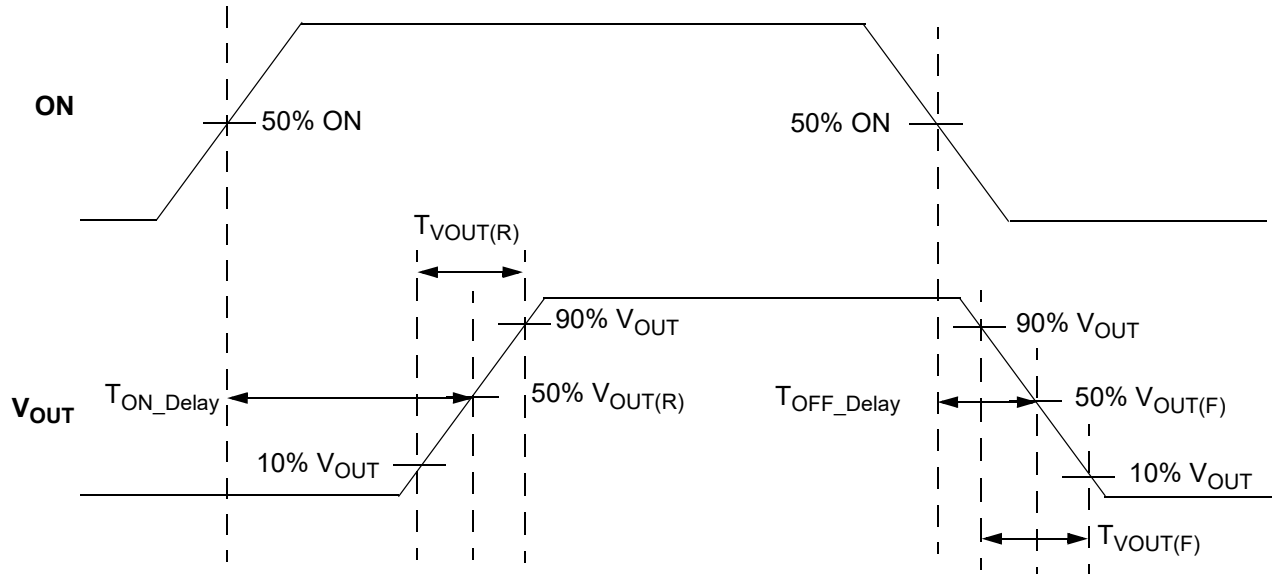 ON
50% ON
50% ON
TVOUT(R)
90% VOUT
90% VOUT
VOUT
TON_Delay
50% VOUT(R)
TOFF_Delay
50% VOUT(F)
10% VOUT
10% VOUT
TVOUT(F)